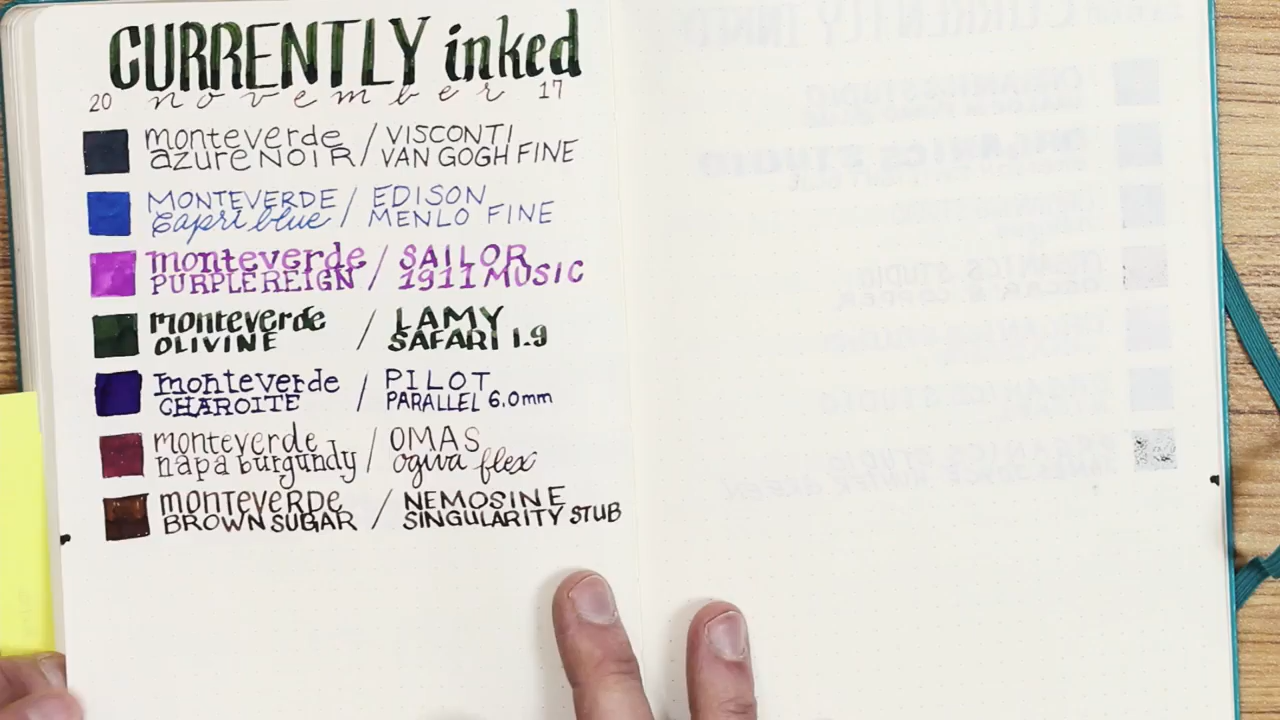 CURRENTLY inked
20 november 17
monteverde / VISCONTI
azure NOIR VAN GOGH FINE
MONTEVERDE / EDISON
Capri blue MENLO FINE
monteverde / SAILOR
PURPLE REIGN 1911 MUSIC
monteverde / LAMY
OLIVINE SAFARI 1.9
monteverde / PILOT
CHAROITE PARALLEL 6.0mm
monteverde / OMAS
napa burgundy ogiva flex
monteverde / NEMOSINE
BROWN SUGAR SINGULARITY STUB